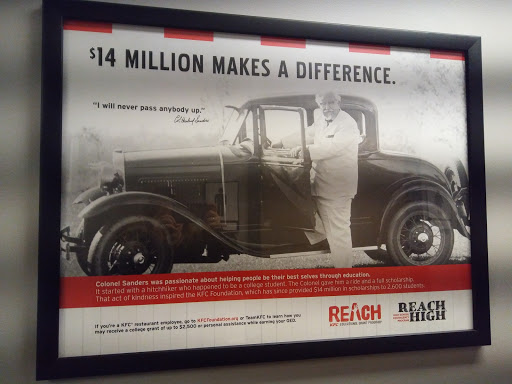 $14 MILLION MAKES A DIFFERENCE.
"I will never pass anybody up."
Colonel Sanders was passionate about helping people be their best selves through education.
It started with a hitchhiker who happened to be a college student. The Colonel gave him a ride and a full scholarship.
That act of kindness inspired the KFC Foundation, which has since provided $14 million in scholarships to 2,600 students.
If you're a KFC® restaurant employee, go to KFCFoundation.org or TeamKFC to learn how you
may receive a college grant of up to $2,500 or personal assistance while earning your GED.
REACH
REACH
HIGH